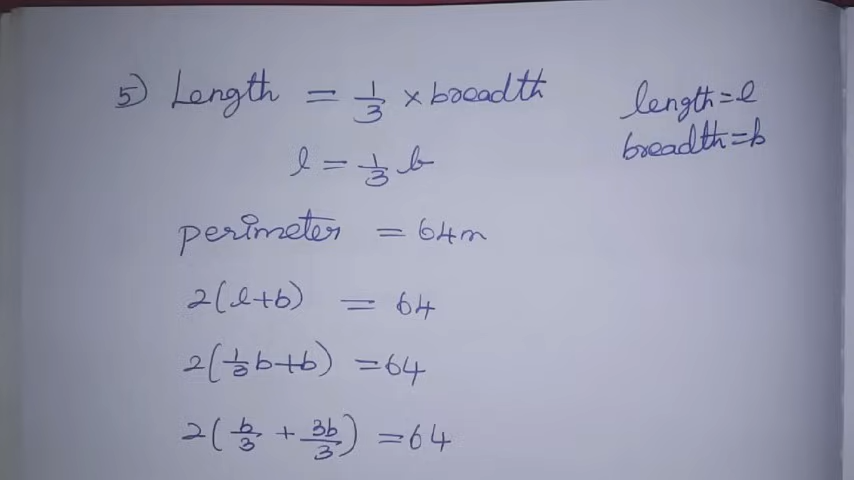 5) Length = 1/3 × breadth
length = l
breadth = b
l = 1/3 b
perimeter = 64m
2(l+b) = 64
2(1/3 b+b) = 64
2(b/3 + 3b/3) = 64